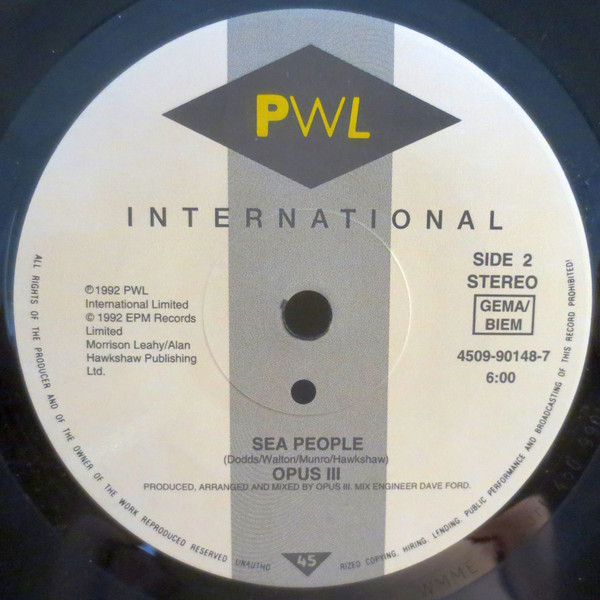 PWL
INTERNATIONAL
SIDE 2
STEREO
GEMA/
BIEM
4509-90148-7
6:00
℗1992 PWL
International Limited
© 1992 EPM Records
Limited
Morrison Leahy/Alan
Hawkshaw Publishing
Ltd.
SEA PEOPLE
(Dodds/Walton/Munro/Hawkshaw)
OPUS III
PRODUCED, ARRANGED AND MIXED BY OPUS III. MIX ENGINEER DAVE FORD.
45
ALL RIGHTS OF THE PRODUCER AND OF THE OWNER OF THE WORK REPRODUCED RESERVED UNAUTHO
RIZED COPYING, HIRING, LENDING, PUBLIC PERFORMANCE AND BROADCASTING OF THIS RECORD PROHIBITED!
WMME